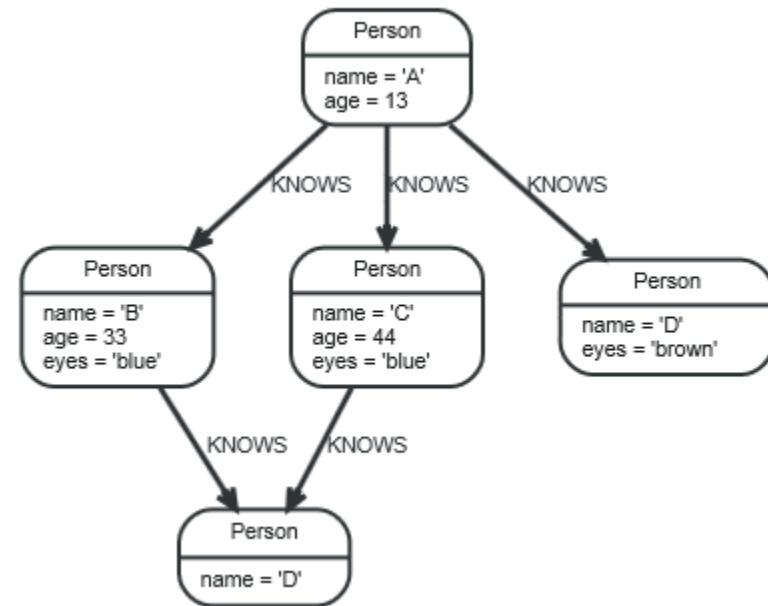 Person
name = 'A'
age = 13
KNOWS
KNOWS
KNOWS
Person
name = 'B'
age = 33
eyes = 'blue'
Person
name = 'C'
age = 44
eyes = 'blue'
Person
name = 'D'
eyes = 'brown'
KNOWS
KNOWS
Person
name = 'D'